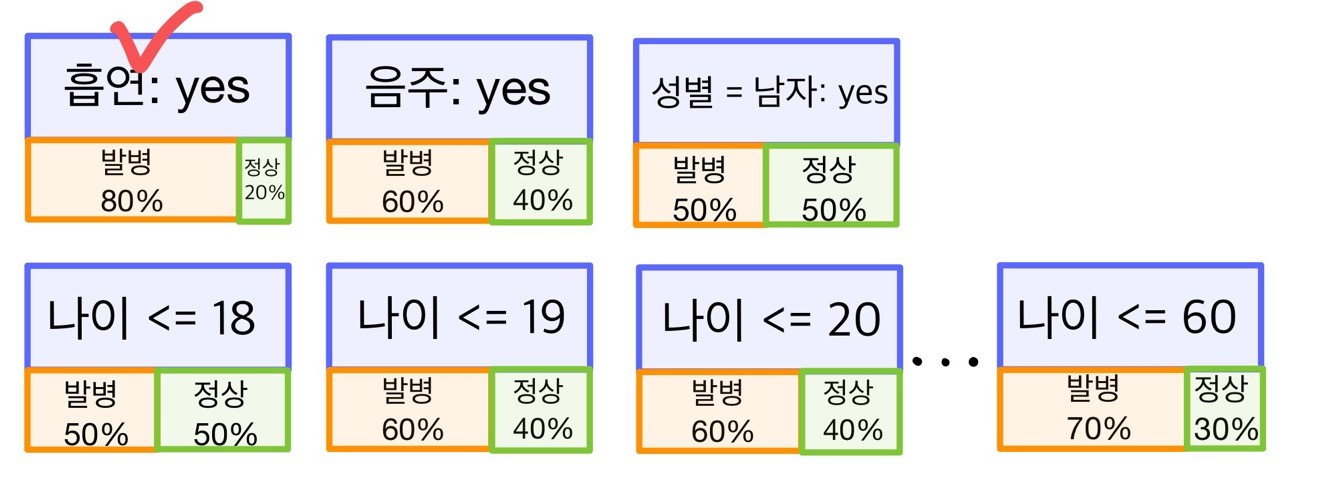 흡연: yes
발병
80%
정상
20%
음주: yes
발병
60%
정상
40%
성별 = 남자: yes
발병
50%
정상
50%
나이 <= 18
발병
50%
정상
50%
나이 <= 19
발병
60%
정상
40%
나이 <= 20
발병
60%
정상
40%
...
나이 <= 60
발병
70%
정상
30%